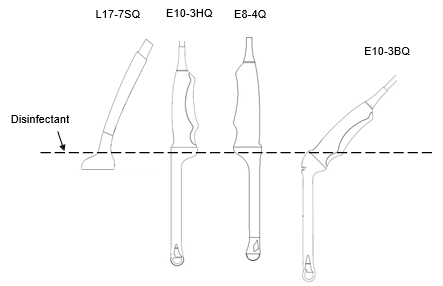 L17-7SQ E10-3HQ E8-4Q
E10-3BQ
Disinfectant